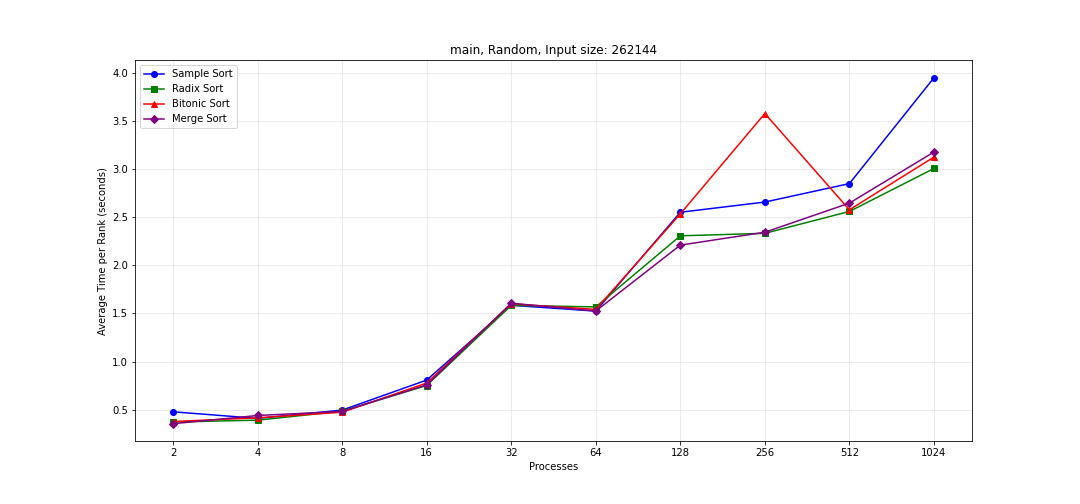 main, Random, Input size: 262144
Sample Sort
Radix Sort
Bitonic Sort
Merge Sort
Average Time per Rank (seconds)
4.0
3.5
3.0
2.5
2.0
1.5
1.0
0.5
2 4 8 16 32 64 128 256 512 1024
Processes